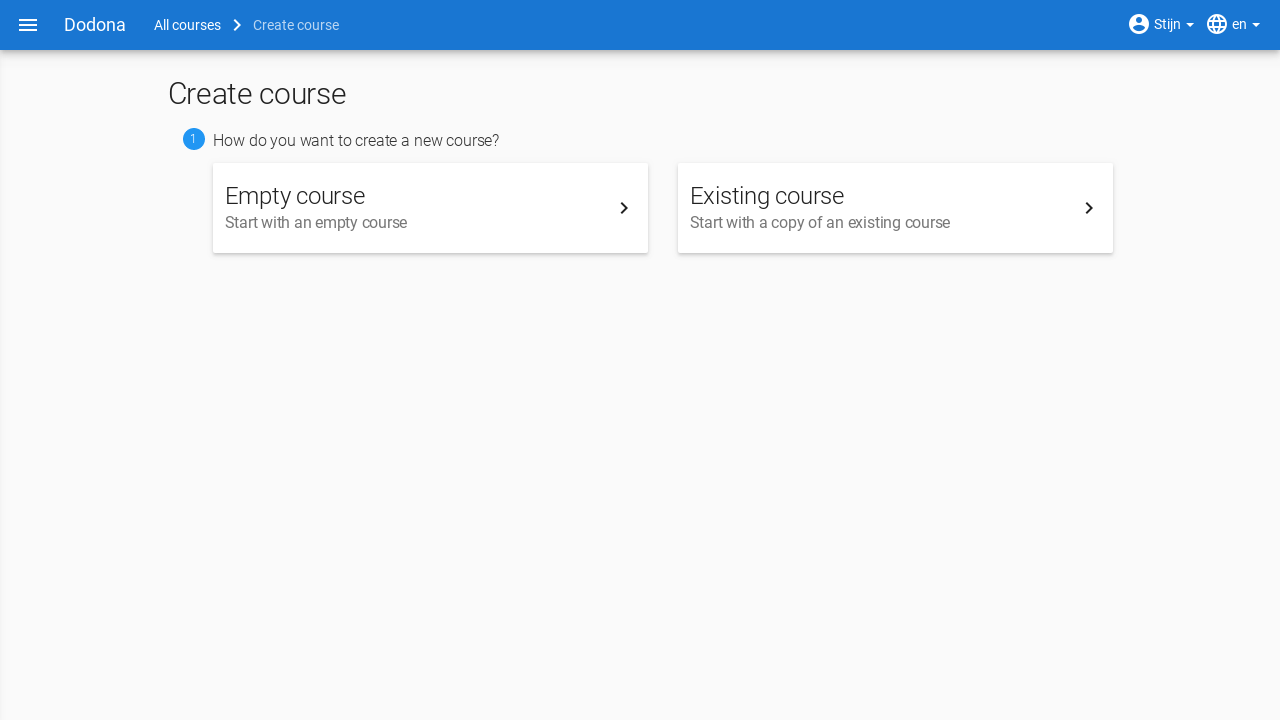 Dodona All courses Create course Stijn en
Create course
1 How do you want to create a new course?
Empty course
Start with an empty course
Existing course
Start with a copy of an existing course